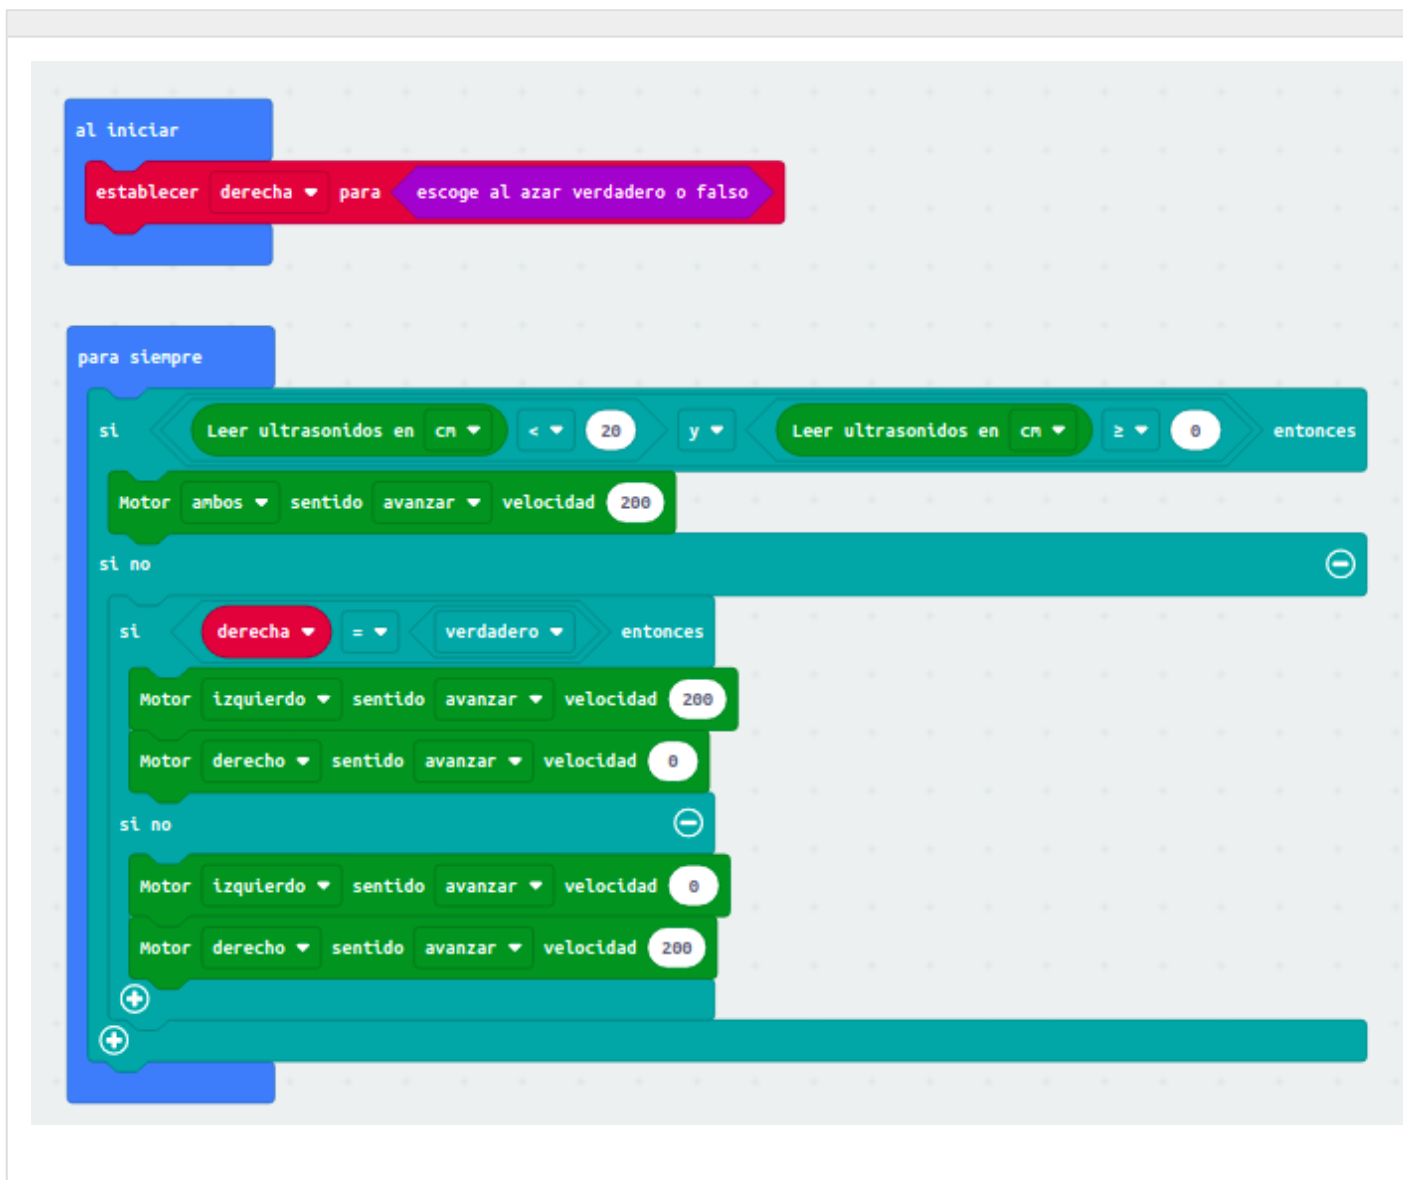 al iniciar
establecer derecha para escoge al azar verdadero o falso
para siempre
si Leer ultrasonidos en cm < 20 y Leer ultrasonidos en cm ≥ 0 entonces
Motor ambos sentido avanzar velocidad 200
si no
si derecha = verdadero entonces
Motor izquierdo sentido avanzar velocidad 200
Motor derecho sentido avanzar velocidad 0
si no
Motor izquierdo sentido avanzar velocidad 0
Motor derecho sentido avanzar velocidad 200